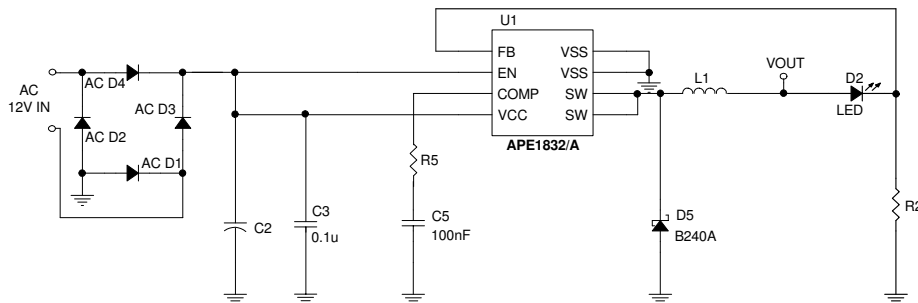 U1
FB
VSS
EN
VSS
COMP
SW
VCC
SW
APE1832/A
AC
12V IN
AC D4
AC D3
AC D2
AC D1
L1
VOUT
D2
LED
R5
C2
C3
0.1u
C5
100nF
D5
B240A
R2